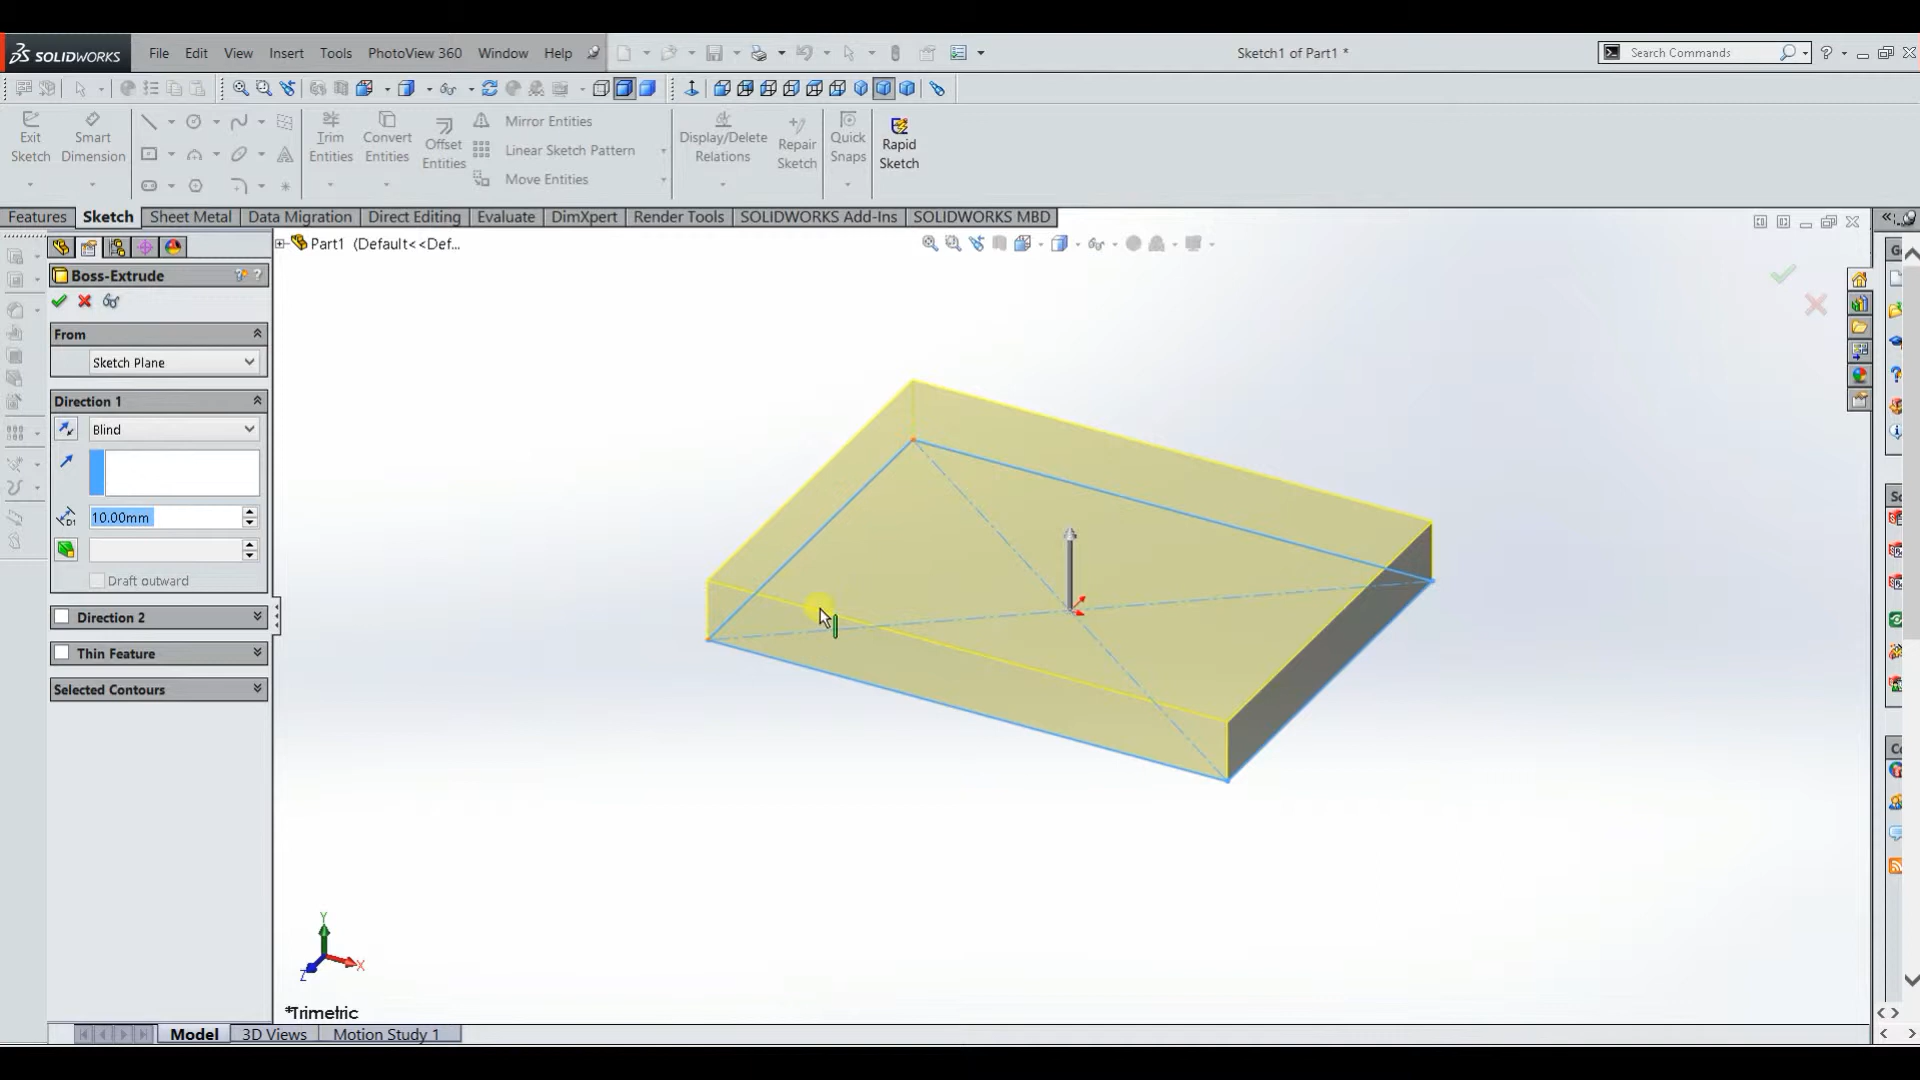 SOLIDWORKS File Edit View Insert Tools PhotoView 360 Window Help Sketch1 of Part1 * Search Commands ?
Exit Sketch
Smart Dimension
Trim Entities
Convert Entities
Offset Entities
Mirror Entities
Linear Sketch Pattern
Move Entities
Display/Delete Relations
Repair Sketch
Quick Snaps
Rapid Sketch
Features Sketch Sheet Metal Data Migration Direct Editing Evaluate DimXpert Render Tools SOLIDWORKS Add-Ins SOLIDWORKS MBD
Part1 (Default<<Def...
Boss-Extrude ?
From
Sketch Plane
Direction 1
Blind
D1 10.00mm
Draft outward
Direction 2
Thin Feature
Selected Contours
Y
X
Z
*Trimetric
Model 3D Views Motion Study 1